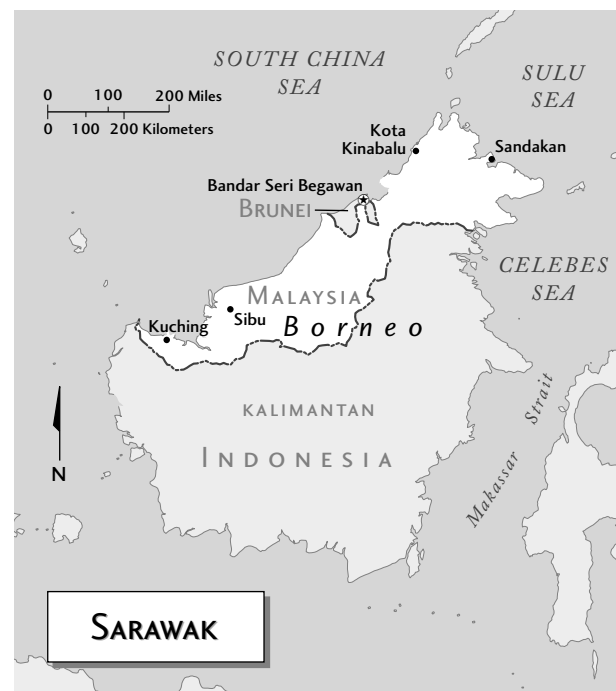 SOUTH CHINA
SEA
SULU
SEA
0 100 200 Miles
0 100 200 Kilometers
Kota
Kinabalu
Sandakan
Bandar Seri Begawan
BRUNEI
CELEBES
SEA
MALAYSIA
Sibu
Borneo
Kuching
KALIMANTAN
INDONESIA
Makassar Strait
N
SARAWAK